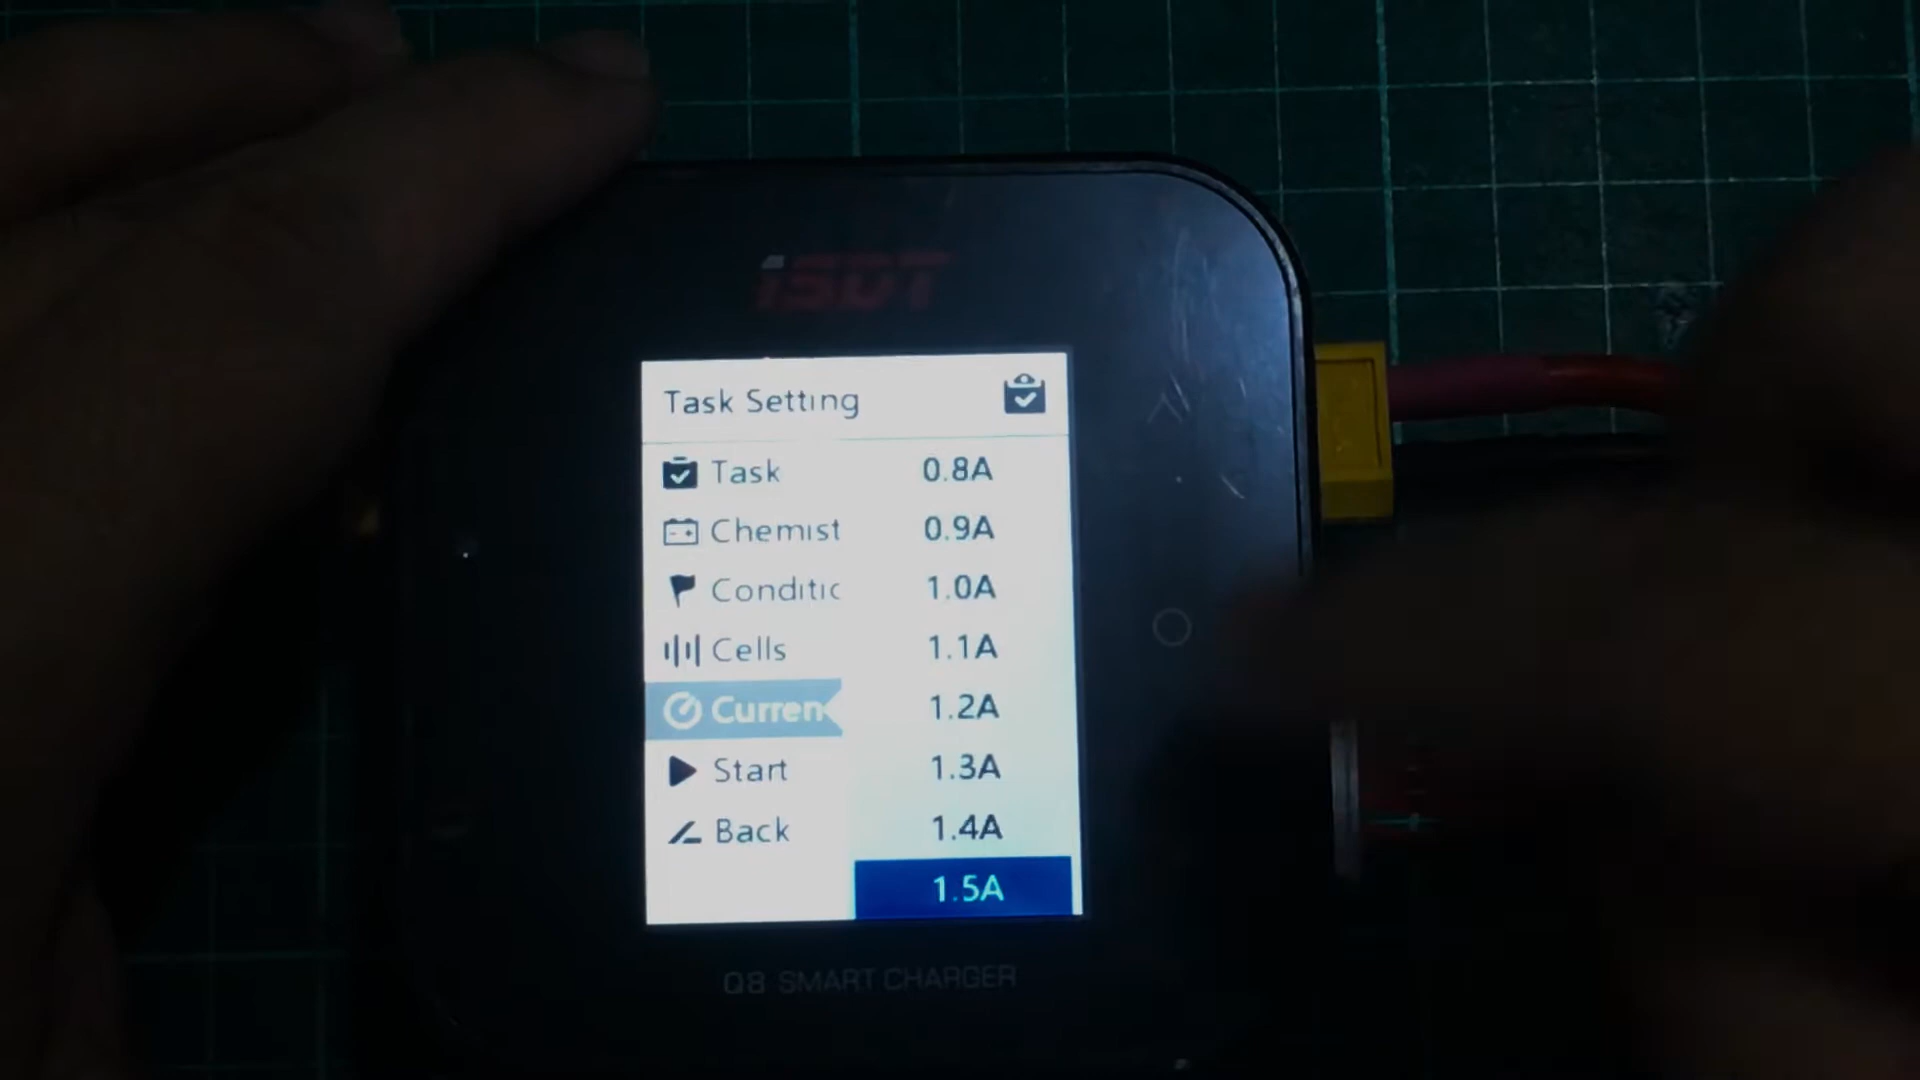 iSDT
Task Setting
Task 0.8A
Chemist 0.9A
Conditic 1.0A
Cells 1.1A
Curren 1.2A
Start 1.3A
Back 1.4A
1.5A
Q8 SMART CHARGER